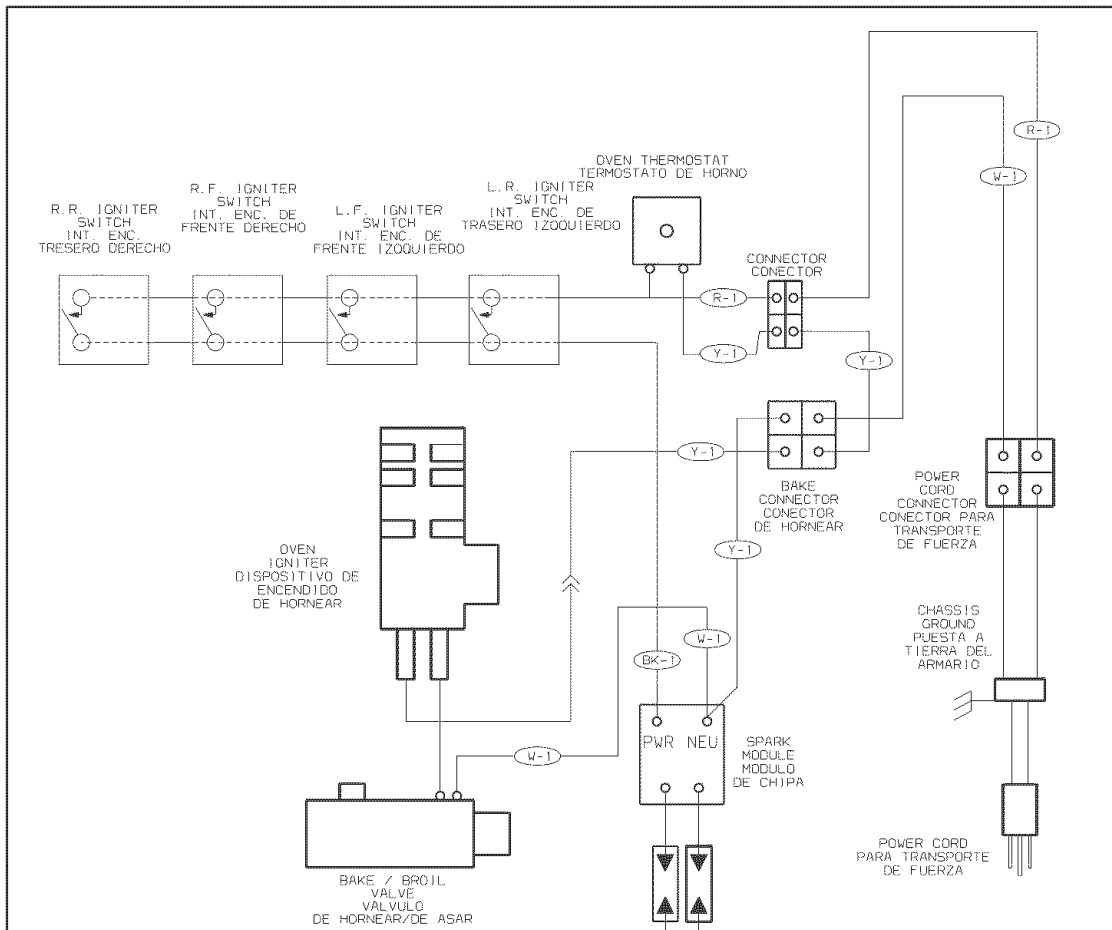 R-1
W-1
OVEN THERMOSTAT
TERMOSTATO DE HORNO
R.R. IGNITER
SWITCH
INT. ENC.
TRESERO DERECHO
R.F. IGNITER
SWITCH
INT. ENC. DE
FRENTE DERECHO
L.F. IGNITER
SWITCH
INT. ENC. DE
FRENTE IZQUIERDO
L.R. IGNITER
SWITCH
INT. ENC. DE
TRASERO IZQUIERDO
CONNECTOR
CONECTOR
R-1
Y-1
Y-1
Y-1
BAKE
CONNECTOR
CONECTOR
DE HORNEAR
POWER
CORD
CONNECTOR
CONECTOR PARA
TRANSPORTE
DE FUERZA
OVEN
IGNITER
DISPOSITIVO DE
ENCENDIDO
DE HORNEAR
Y-1
W-1
BK-1
CHASSIS
GROUND
PUESTA A
TIERRA DEL
ARMARIO
PWR NEU
SPARK
MODULE
MODULO
DE CHIPA
W-1
BAKE / BROIL
VALVE
VALVULO
DE HORNEAR/DE ASAR
POWER CORD
PARA TRANSPORTE
DE FUERZA